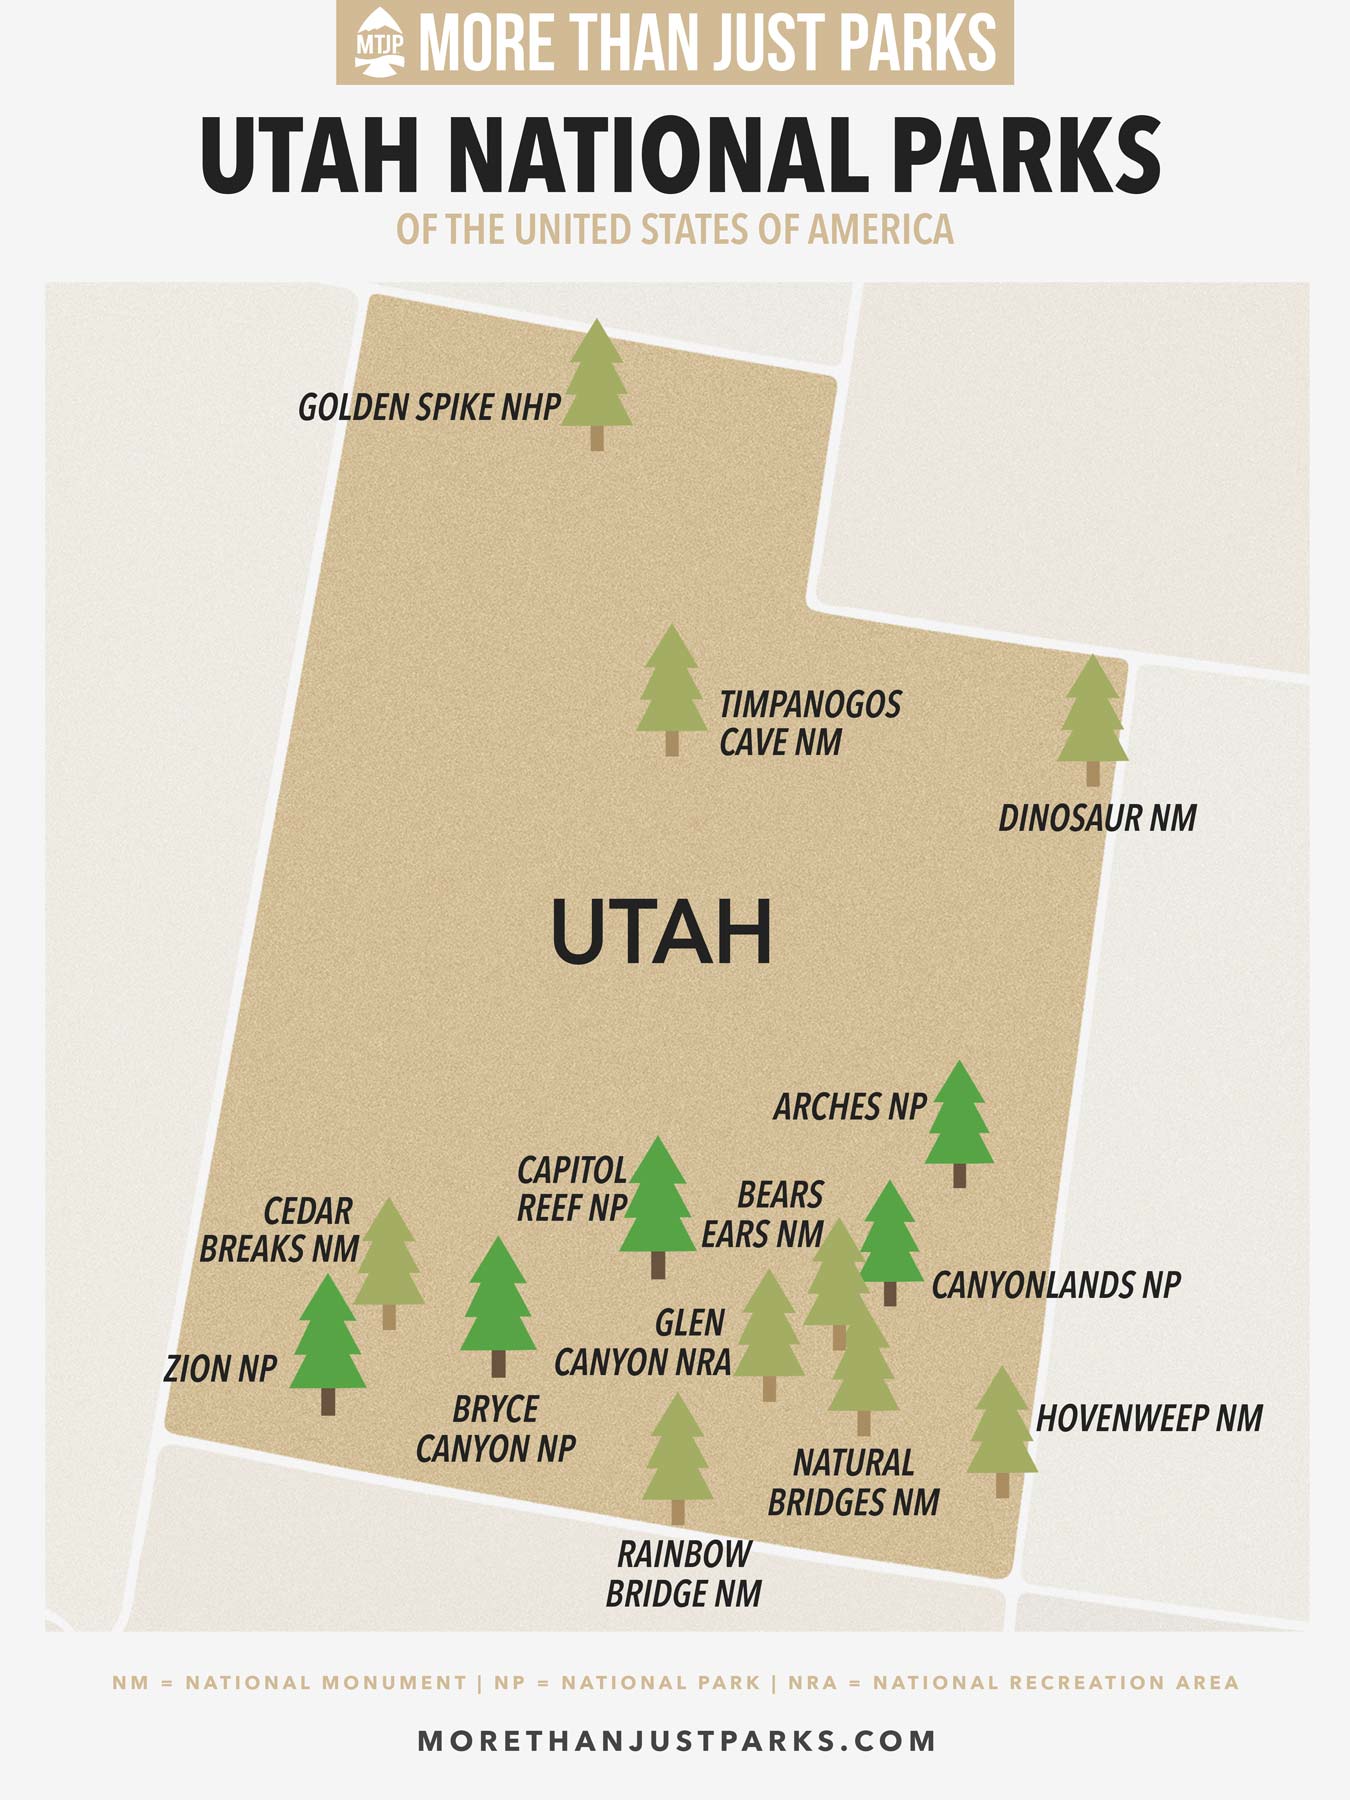 MTJP MORE THAN JUST PARKS
UTAH NATIONAL PARKS
OF THE UNITED STATES OF AMERICA
GOLDEN SPIKE NHP
TIMPANOGOS
CAVE NM
DINOSAUR NM
UTAH
ARCHES NP
CAPITOL
REEF NP
BEARS
EARS NM
CEDAR
BREAKS NM
CANYONLANDS NP
GLEN
CANYON NRA
ZION NP
BRYCE
CANYON NP
HOVENWEEP NM
NATURAL
BRIDGES NM
RAINBOW
BRIDGE NM
NM = NATIONAL MONUMENT | NP = NATIONAL PARK | NRA = NATIONAL RECREATION AREA
MORETHANJUSTPARKS.COM